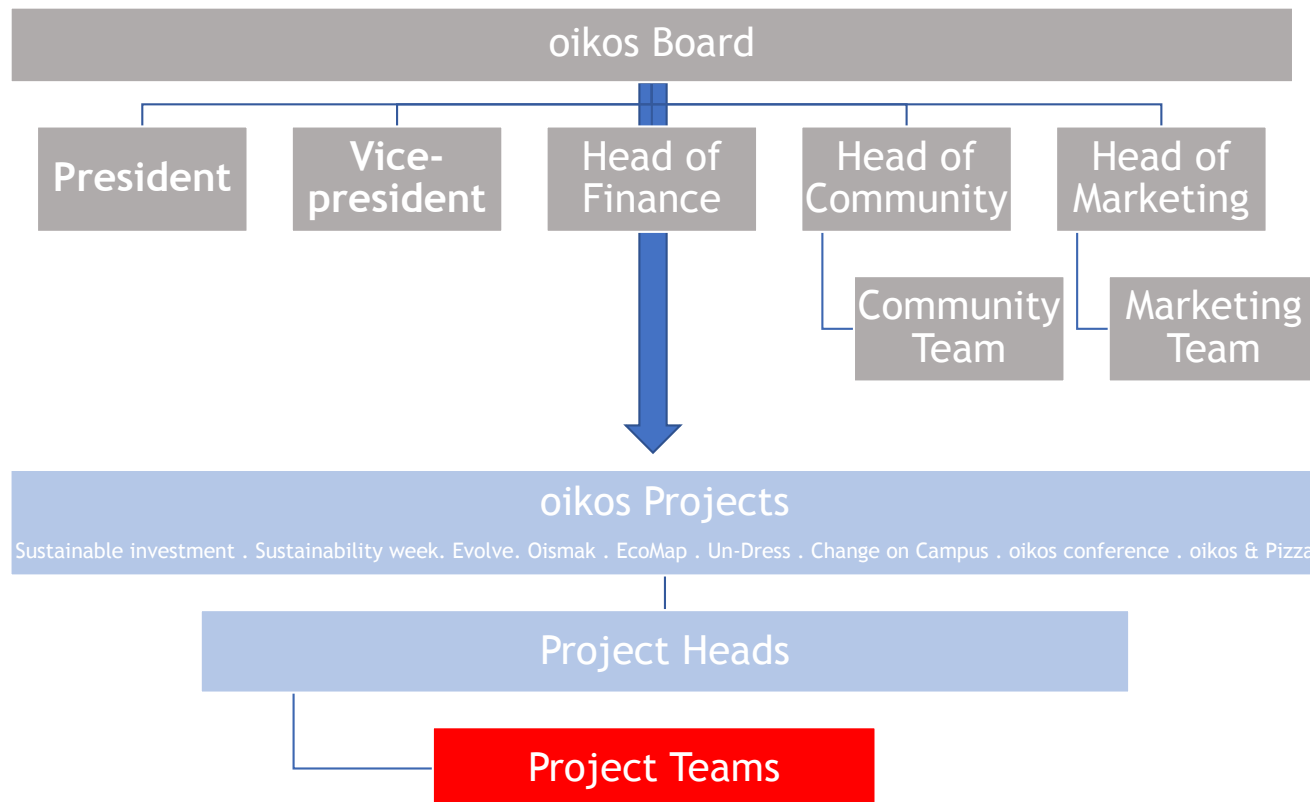 oikos Board
President
Vice-
president
Head of
Finance
Head of
Community
Head of
Marketing
Community
Team
Marketing
Team
oikos Projects
Sustainable investment . Sustainability week. Evolve. Oismak . EcoMap . Un-Dress . Change on Campus . oikos conference . oikos & Pizza
Project Heads
Project Teams